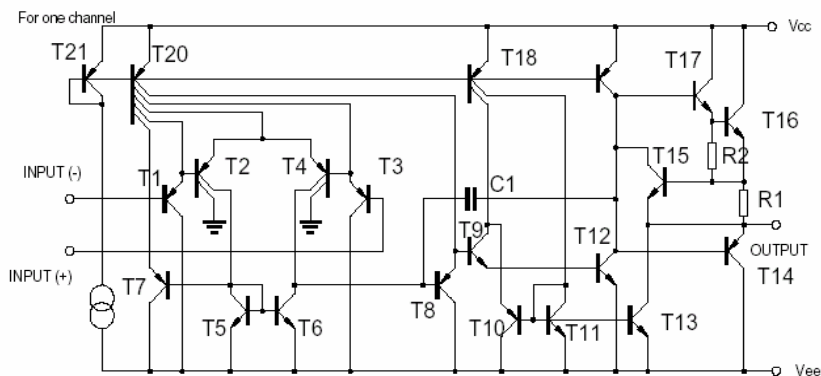 For one channel
Vcc
T21
T20
T18
T17
T16
R2
T15
T1
T2
T4
T3
INPUT (-)
C1
R1
T9
T12
OUTPUT
INPUT (+)
T7
T8
T14
T5
T6
T10
T11
T13
Vee